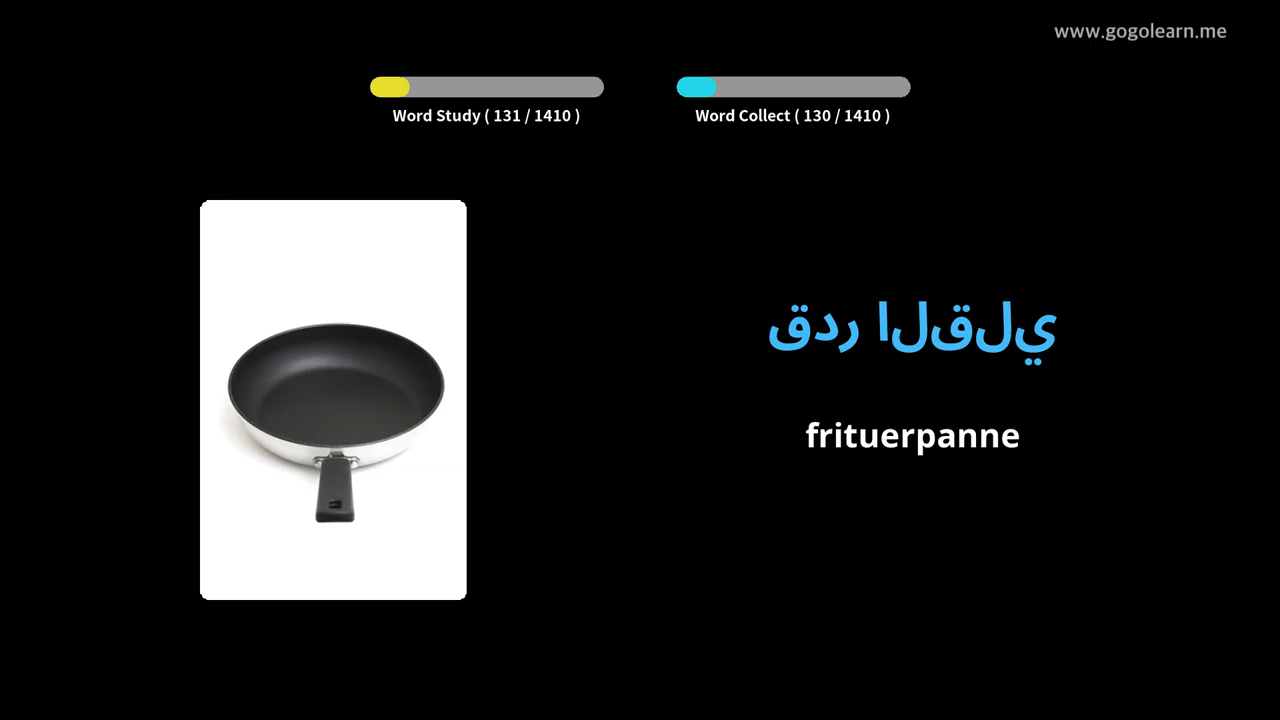 www.gogolearn.me
Word Study ( 131 / 1410 )
Word Collect ( 130 / 1410 )
قدر القلي
frituerpanne